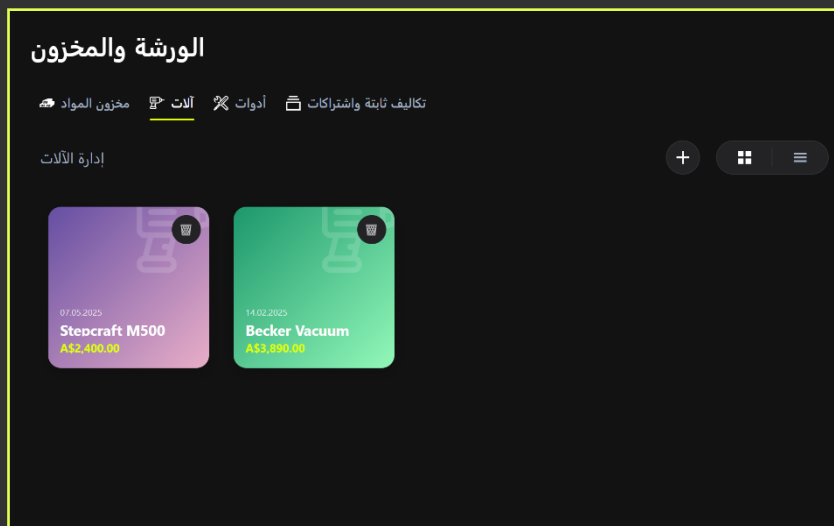 الورشة والمخزون
مخزون المواد
آلات
أدوات
تكاليف ثابتة واشتراكات
إدارة الآلات
07.05.2025
Stepcraft M500
A$2,400.00
14.02.2025
Becker Vacuum
A$3,890.00